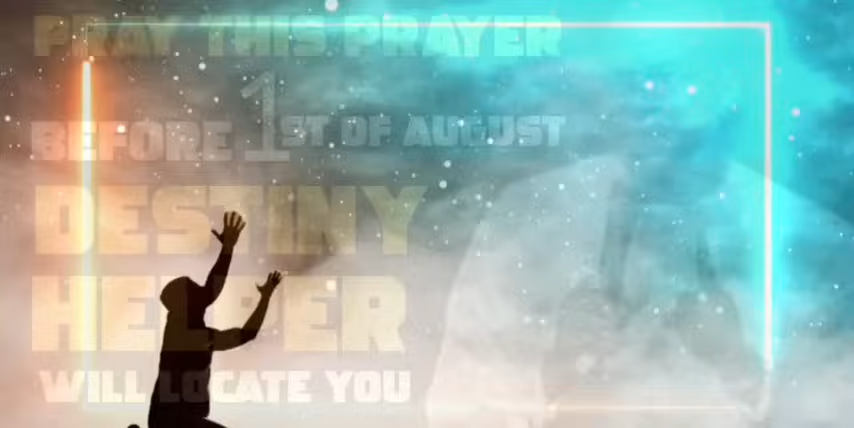 PRAY THIS PRAYER
BEFORE 1ST OF AUGUST
DESTINY
HELPER
WILL LOCATE YOU